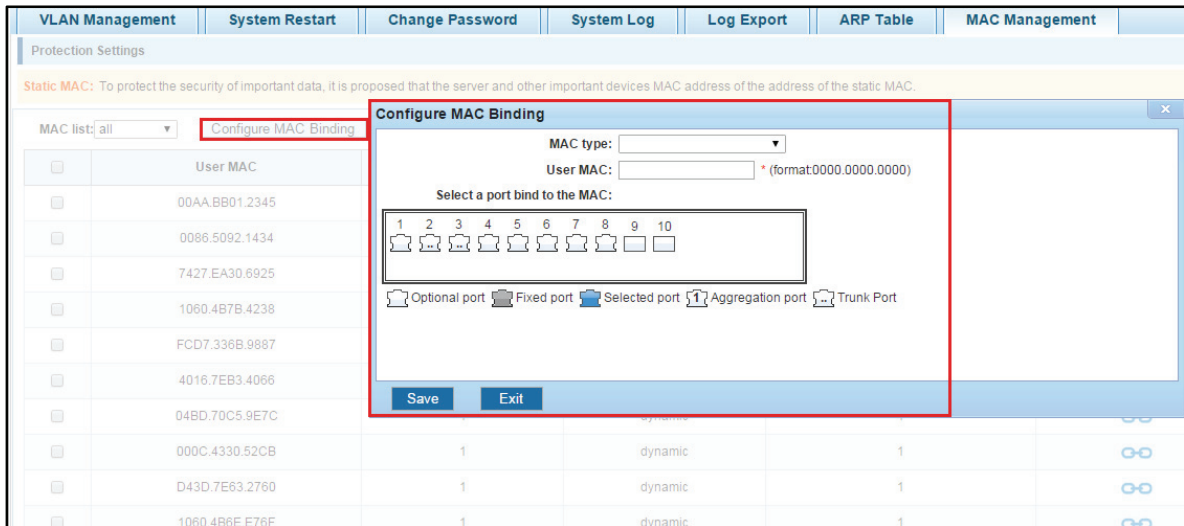 VLAN Management System Restart Change Password System Log Log Export ARP Table MAC Management
Protection Settings
Static MAC: To protect the security of important data, it is proposed that the server and other important devices MAC address of the address of the static MAC.
MAC list: all Configure MAC Binding
User MAC
00AA.BB01.2345
0086.5092.1434
7427.EA30.6925
1060.4B7B.4238
FCD7.336B.9887
4016.7EB3.4066
04BD.70C5.9E7C 1 dynamic 1
000C.4330.52CB 1 dynamic 1
D43D.7E63.2760 1 dynamic 1
1060.4B6E.E76F 1 dynamic 1
Configure MAC Binding
MAC type:
User MAC: * (format:0000.0000.0000)
Select a port bind to the MAC:
1 2 3 4 5 6 7 8 9 10
Optional port Fixed port Selected port 1 Aggregation port Trunk Port
Save Exit